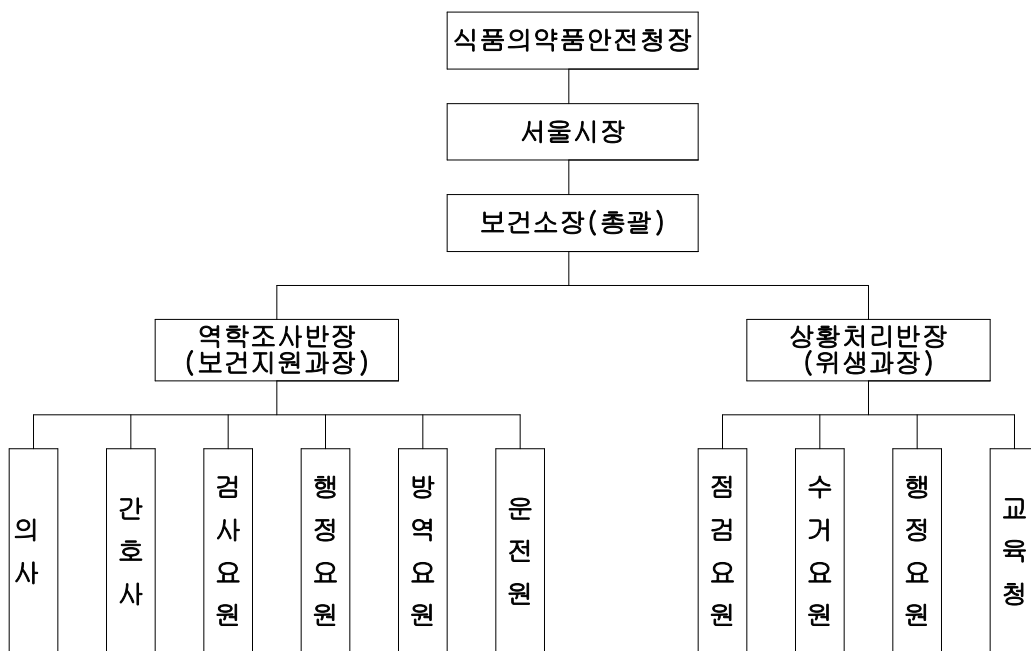 식품의약품안전청장
서울시장
보건소장(총괄)
역학조사반장
(보건지원과장)
상황처리반장
(위생과장)
의사
간호사
검사요원
행정요원
방역요원
운전원
점검요원
수거요원
행정요원
교육청